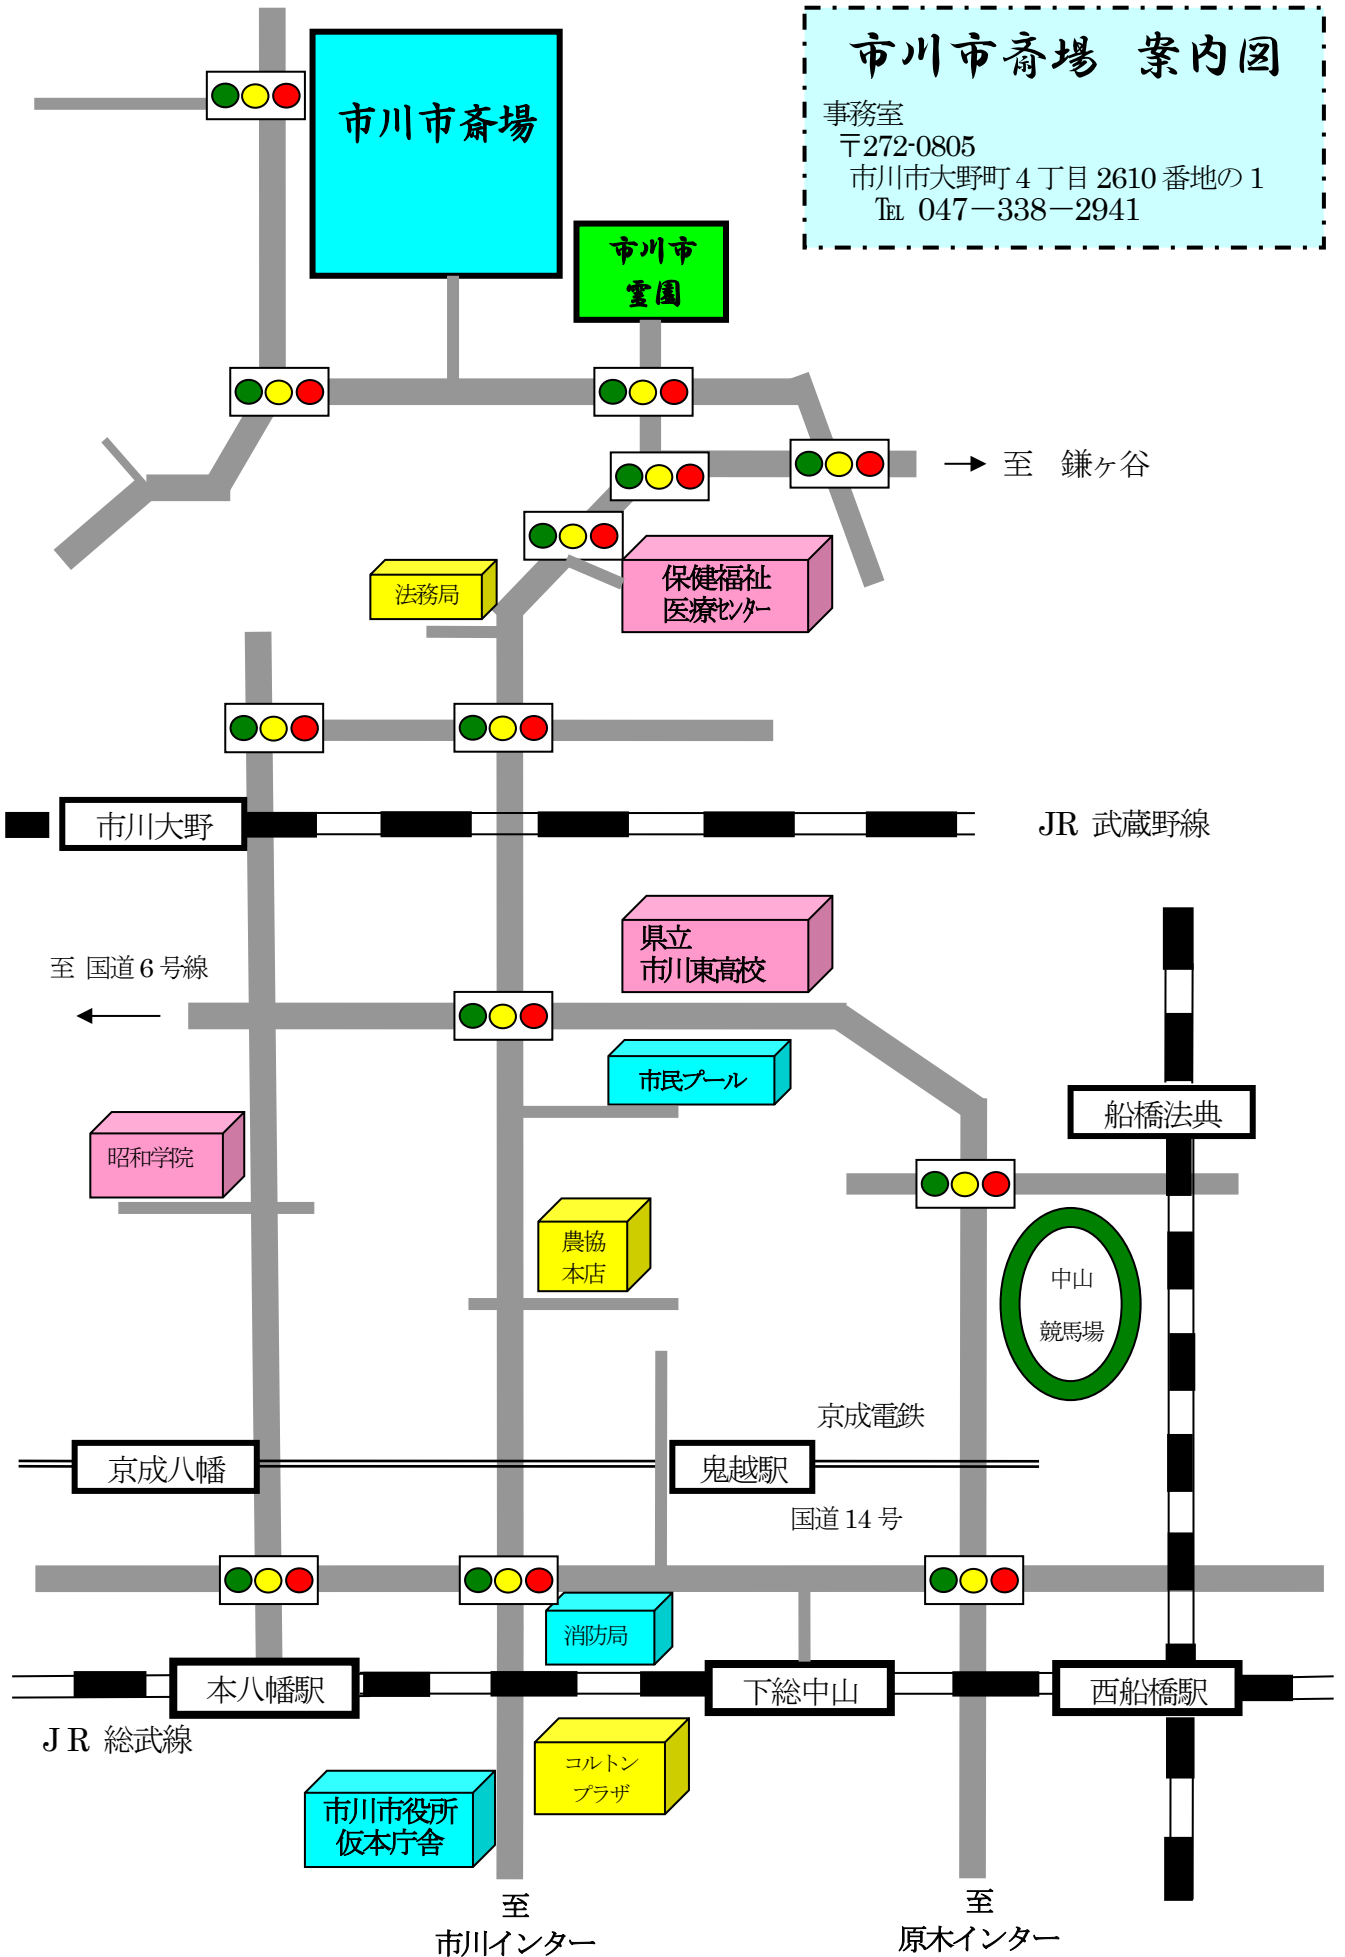 市川市斎場 案内図
事務室
〒272-0805
市川市大野町4丁目2610番地の1
℡ 047－338－2941
市川市斎場
市川市
霊園
至 鎌ヶ谷
法務局
保健福祉
医療センター
市川大野
JR 武蔵野線
県立
市川東高校
至 国道6号線
市民プール
船橋法典
昭和学院
農協
本店
中山
競馬場
京成電鉄
京成八幡
鬼越駅
国道14号
消防局
本八幡駅
下総中山
西船橋駅
ＪＲ 総武線
コルトン
プラザ
市川市役所
仮本庁舎
至
市川インター
至
原木インター